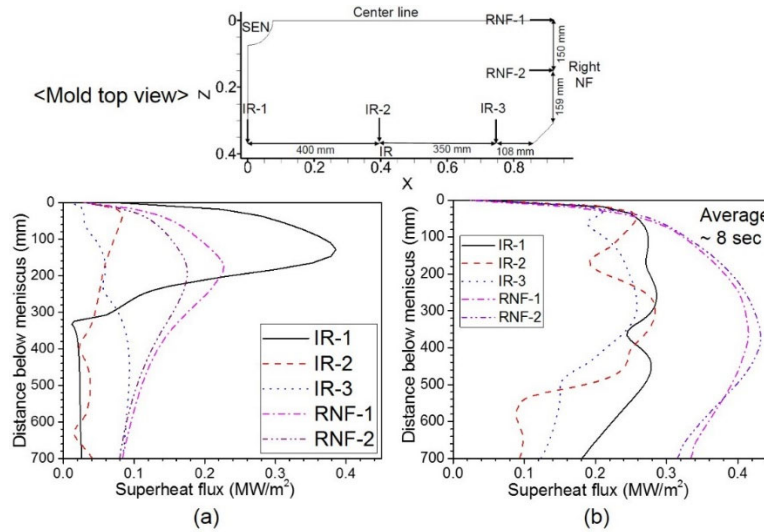 Center line
SEN
RNF-1
RNF-2
Right
NF
150 mm
159 mm
<Mold top view>
Z
0
0.2
0.4
IR-1
IR-2
IR-3
400 mm
350 mm
108 mm
IR
0
0.2
0.4
0.6
0.8
X
Distance below meniscus (mm)
0
100
200
300
400
500
600
700
0.0
0.1
0.2
0.3
0.4
Superheat flux (MW/m²)
IR-1
IR-2
IR-3
RNF-1
RNF-2
(a)
Distance below meniscus (mm)
0
100
200
300
400
500
600
700
0.0
0.1
0.2
0.3
0.4
Superheat flux (MW/m²)
Average
~ 8 sec
IR-1
IR-2
IR-3
RNF-1
RNF-2
(b)